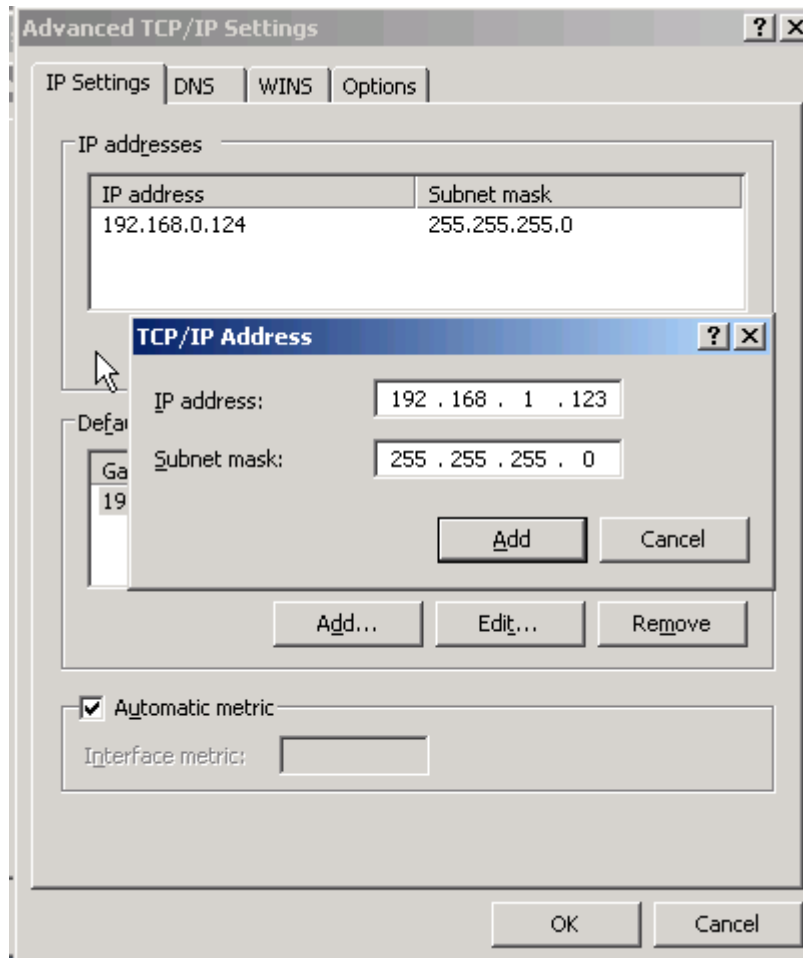 Advanced TCP/IP Settings
IP Settings DNS WINS Options
IP addresses
IP address Subnet mask
192.168.0.124 255.255.255.0
TCP/IP Address
IP address: 192 . 168 . 1 . 123
Subnet mask: 255 . 255 . 255 . 0
Add Cancel
19
Add... Edit... Remove
Automatic metric
Interface metric:
OK Cancel